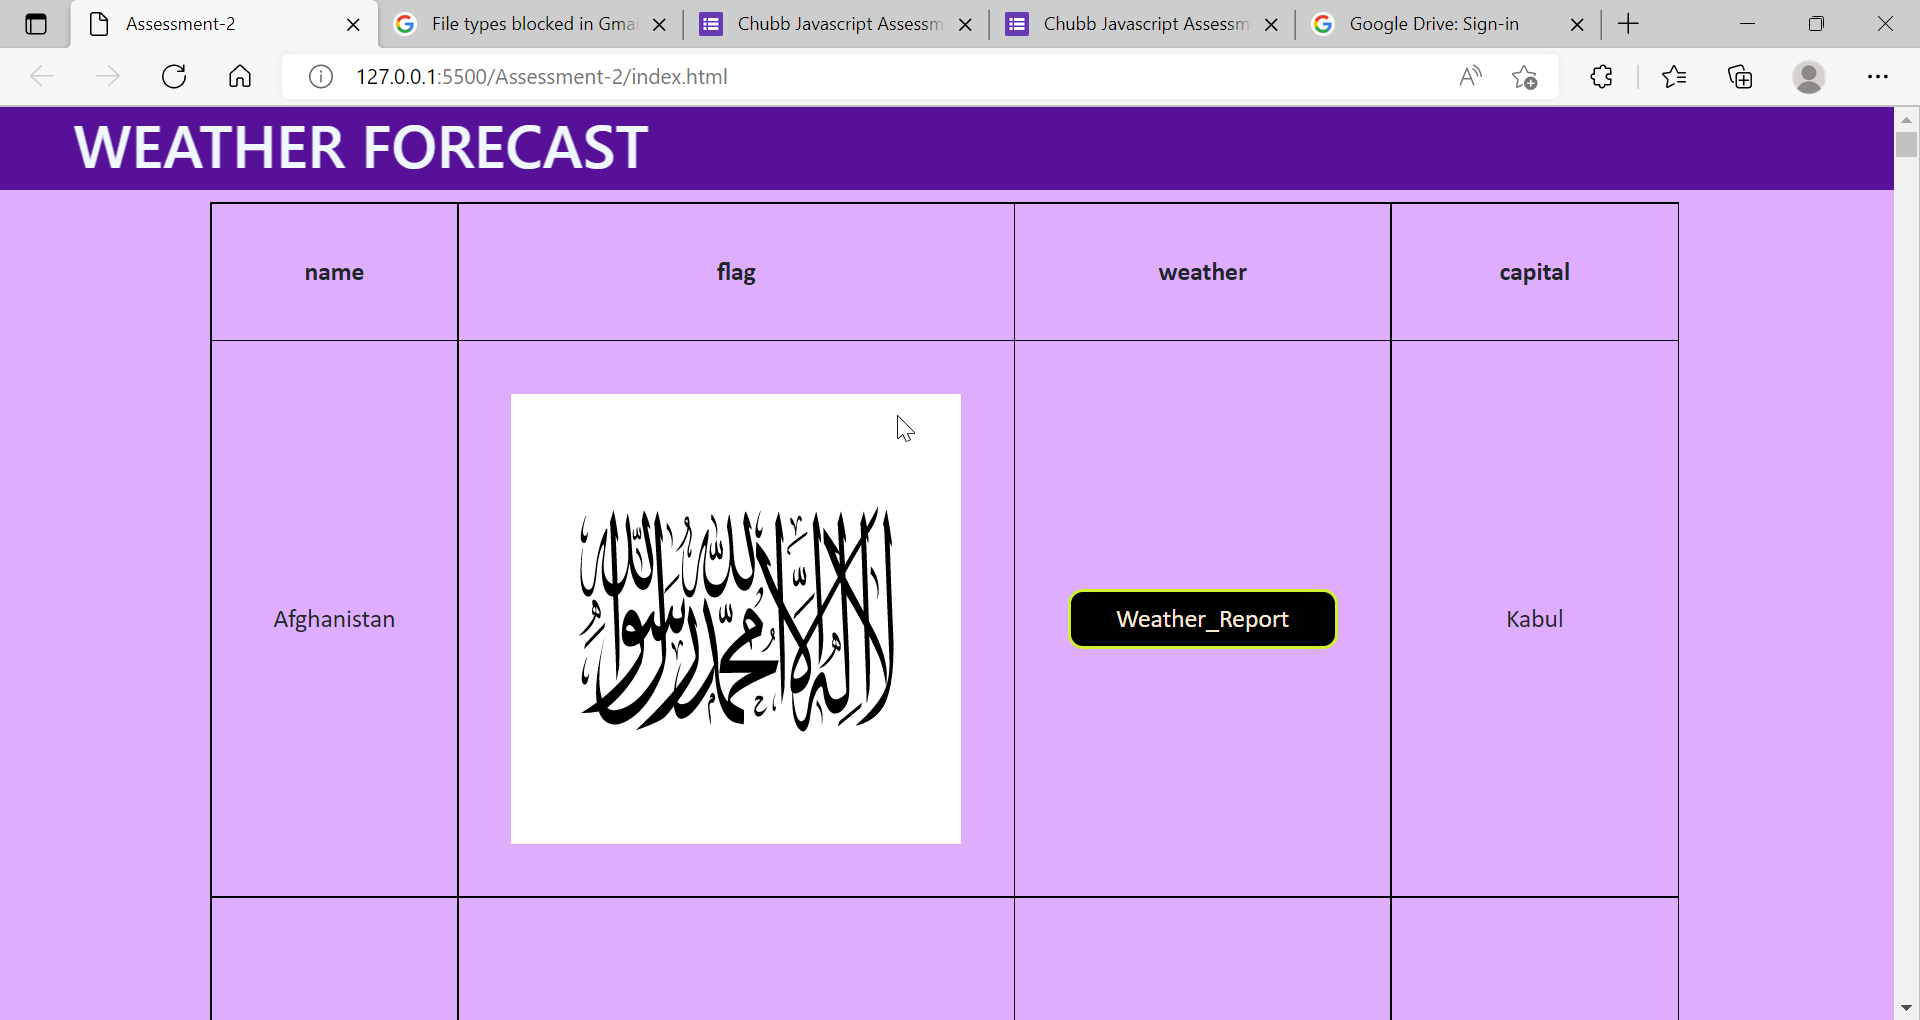 Assessment-2
File types blocked in Gmai
Chubb Javascript Assessm
Chubb Javascript Assessm
Google Drive: Sign-in
127.0.0.1:5500/Assessment-2/index.html
WEATHER FORECAST
name flag weather capital
Afghanistan
لا إله إلا الله محمد رسول الله
Weather_Report
Kabul